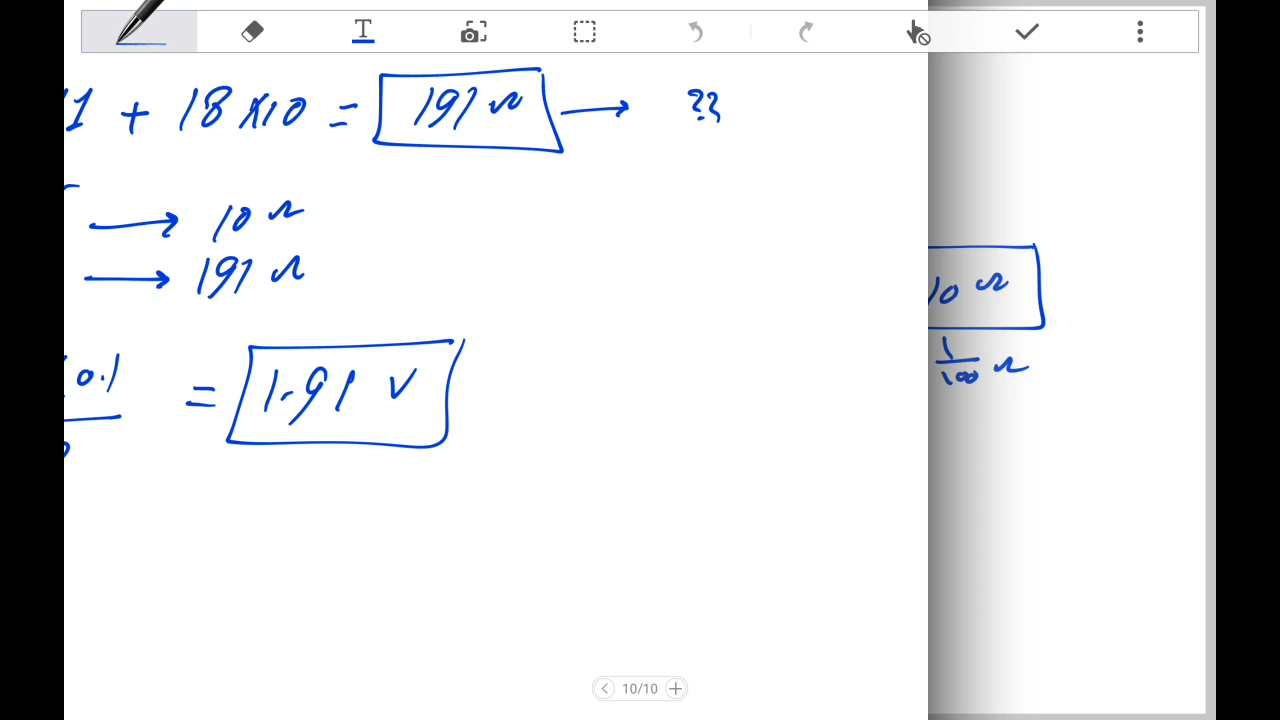 T
1 + 18 x 10 = 191 Ω → ??
→ 10 Ω
→ 191 Ω
0.1
= 1.91 V
10 Ω
1/100 Ω
10/10